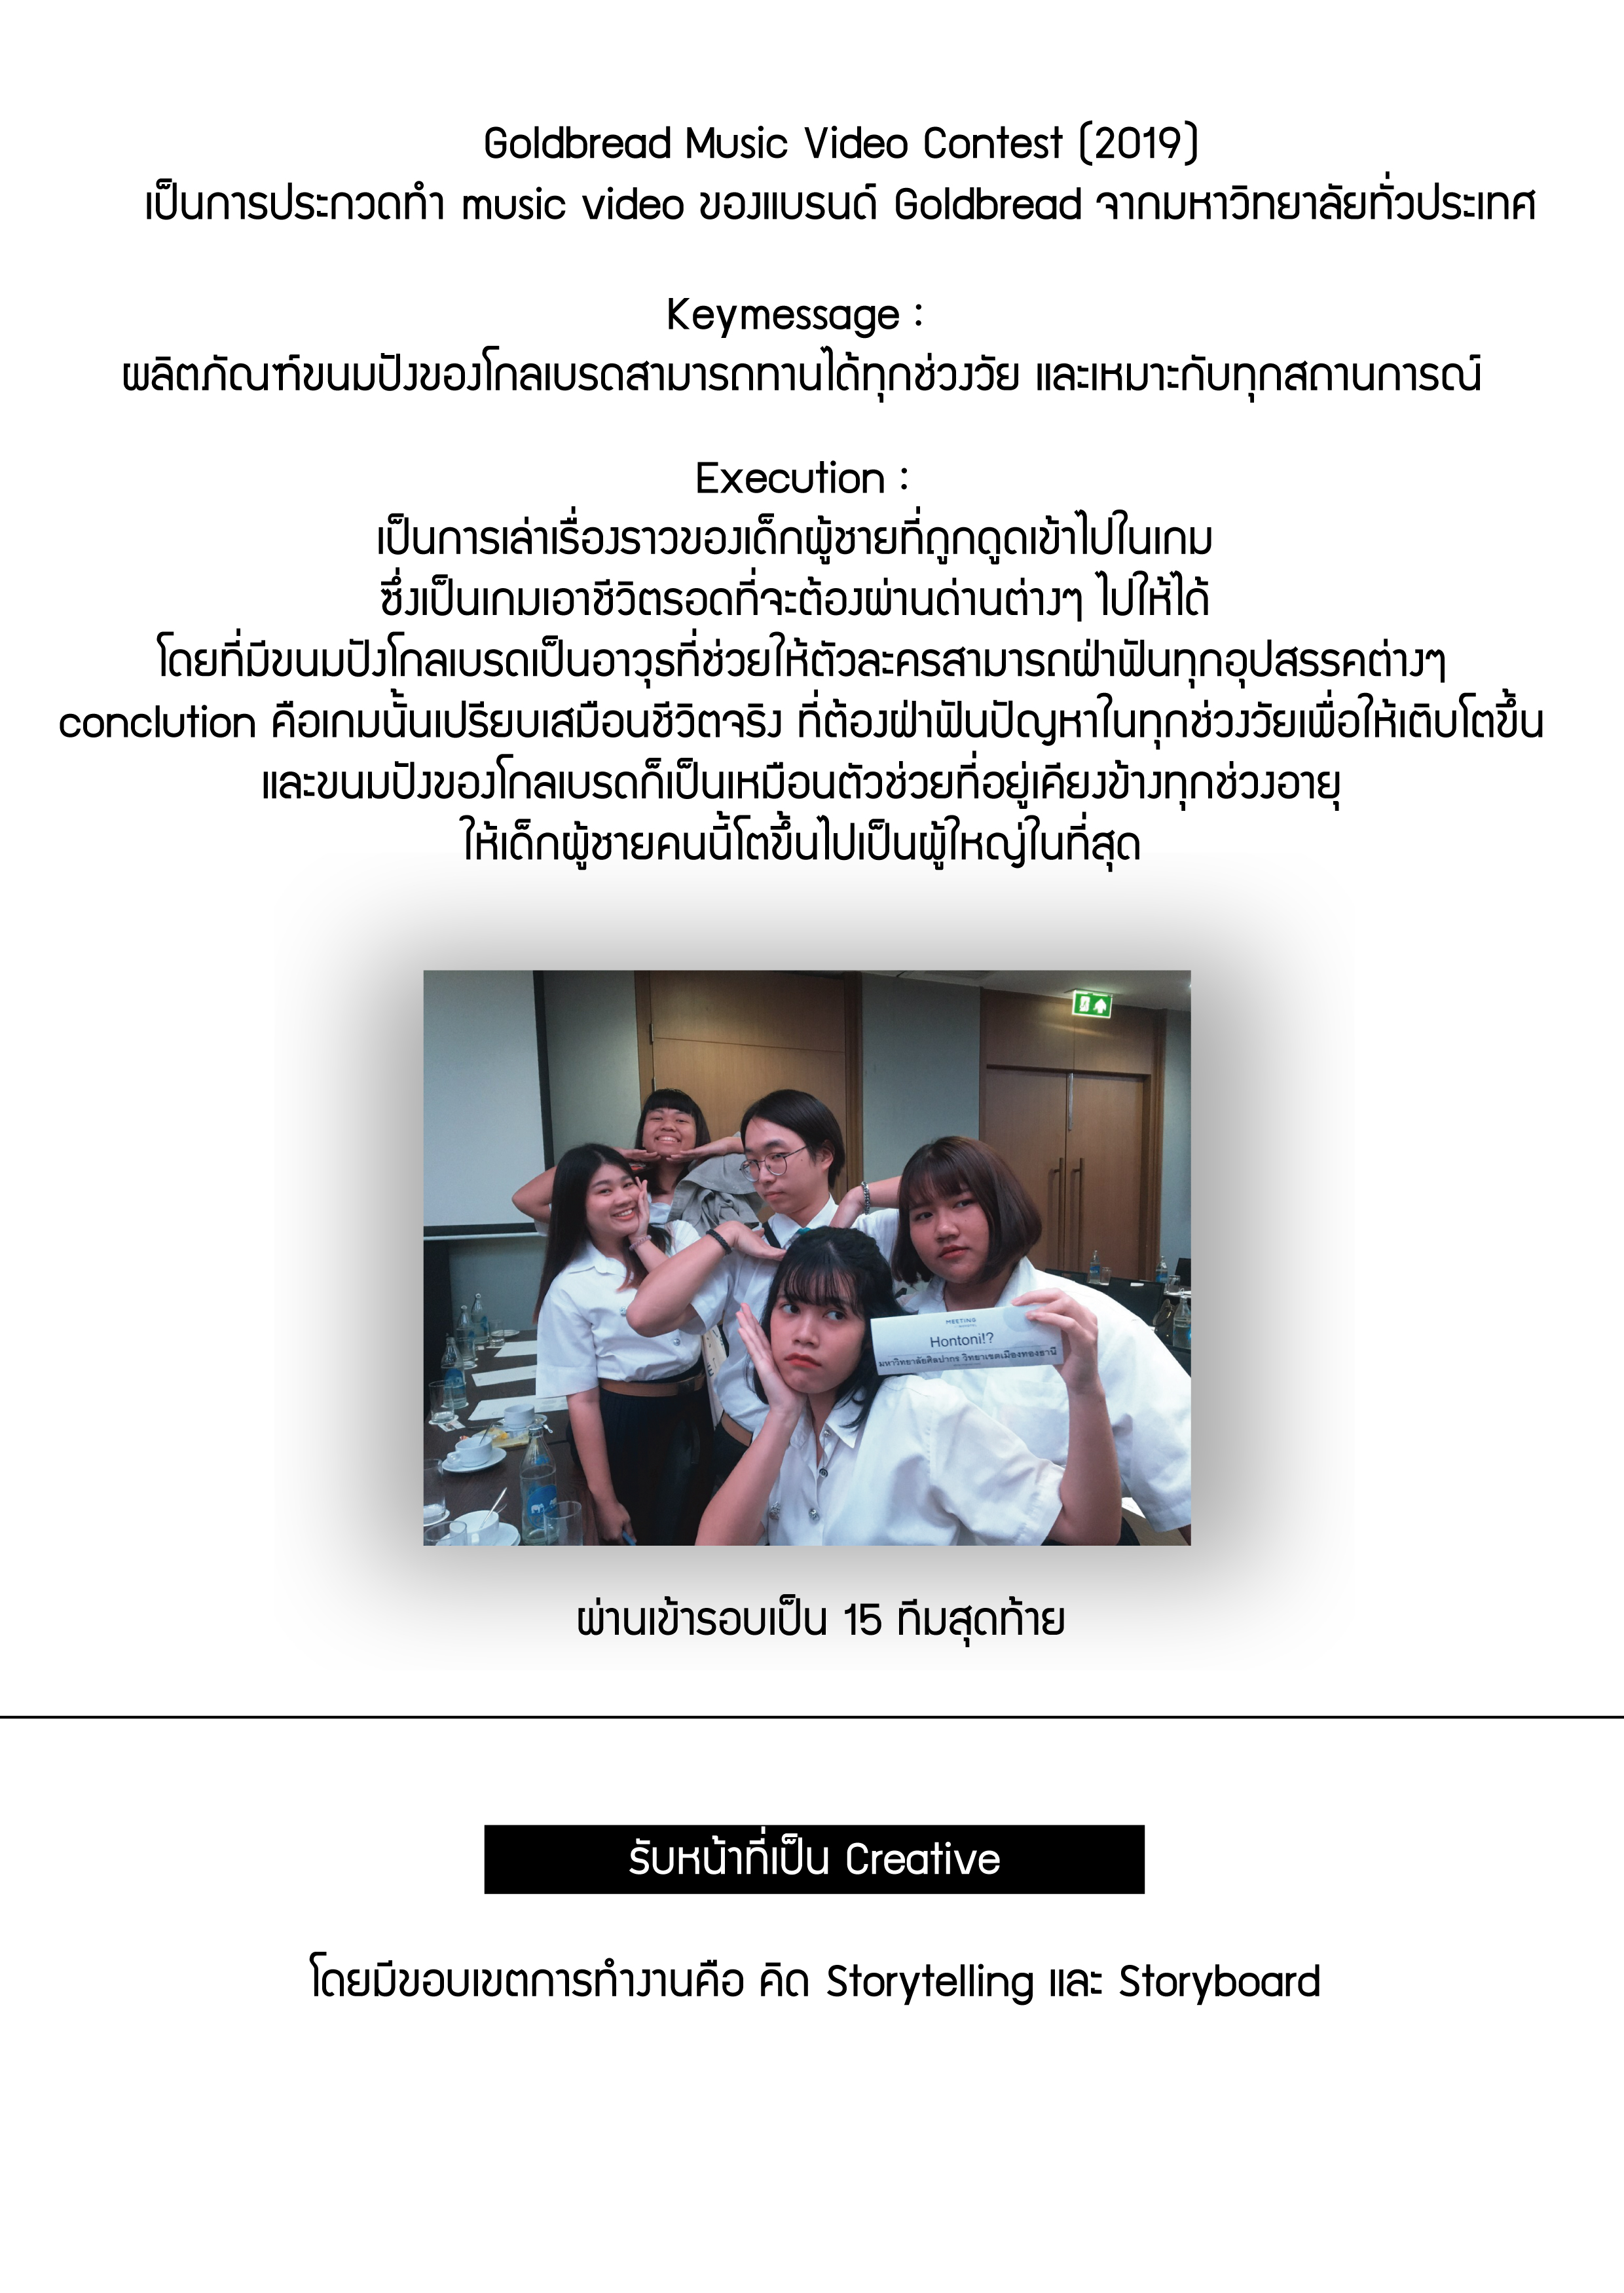 Goldbread Music Video Contest (2019)
เป็นการประกวดทำ music video ของแบรนด์ Goldbread จากมหาวิทยาลัยทั่วประเทศ
Keymessage :
ผลิตภัณฑ์ขนมปังของโกลเบรดสามารถทานได้ทุกช่วงวัย และเหมาะกับทุกสถานการณ์
Execution :
เป็นการเล่าเรื่องราวของเด็กผู้ชายที่ถูกดูดเข้าไปในเกม
ซึ่งเป็นเกมเอาชีวิตรอดที่จะต้องผ่านด่านต่างๆ ไปให้ได้
โดยที่มีขนมปังโกลเบรดเป็นอาวุธที่ช่วยให้ตัวละครสามารถฝ่าฟันทุกอุปสรรคต่างๆ
conclution คือเกมนั้นเปรียบเสมือนชีวิตจริง ที่ต้องฝ่าฟันปัญหาในทุกช่วงวัยเพื่อให้เติบโตขึ้น
และขนมปังของโกลเบรดก็เป็นเหมือนตัวช่วยที่อยู่เคียงข้างทุกช่วงอายุ
ให้เด็กผู้ชายคนนี้โตขึ้นไปเป็นผู้ใหญ่ในที่สุด
MEETING
Hontoni!?
มหาวิทยาลัยศิลปากร วิทยาเขตเมืองทองธานี
ผ่านเข้ารอบเป็น 15 ทีมสุดท้าย
รับหน้าที่เป็น Creative
โดยมีขอบเขตการทำงานคือ คิด Storytelling และ Storyboard